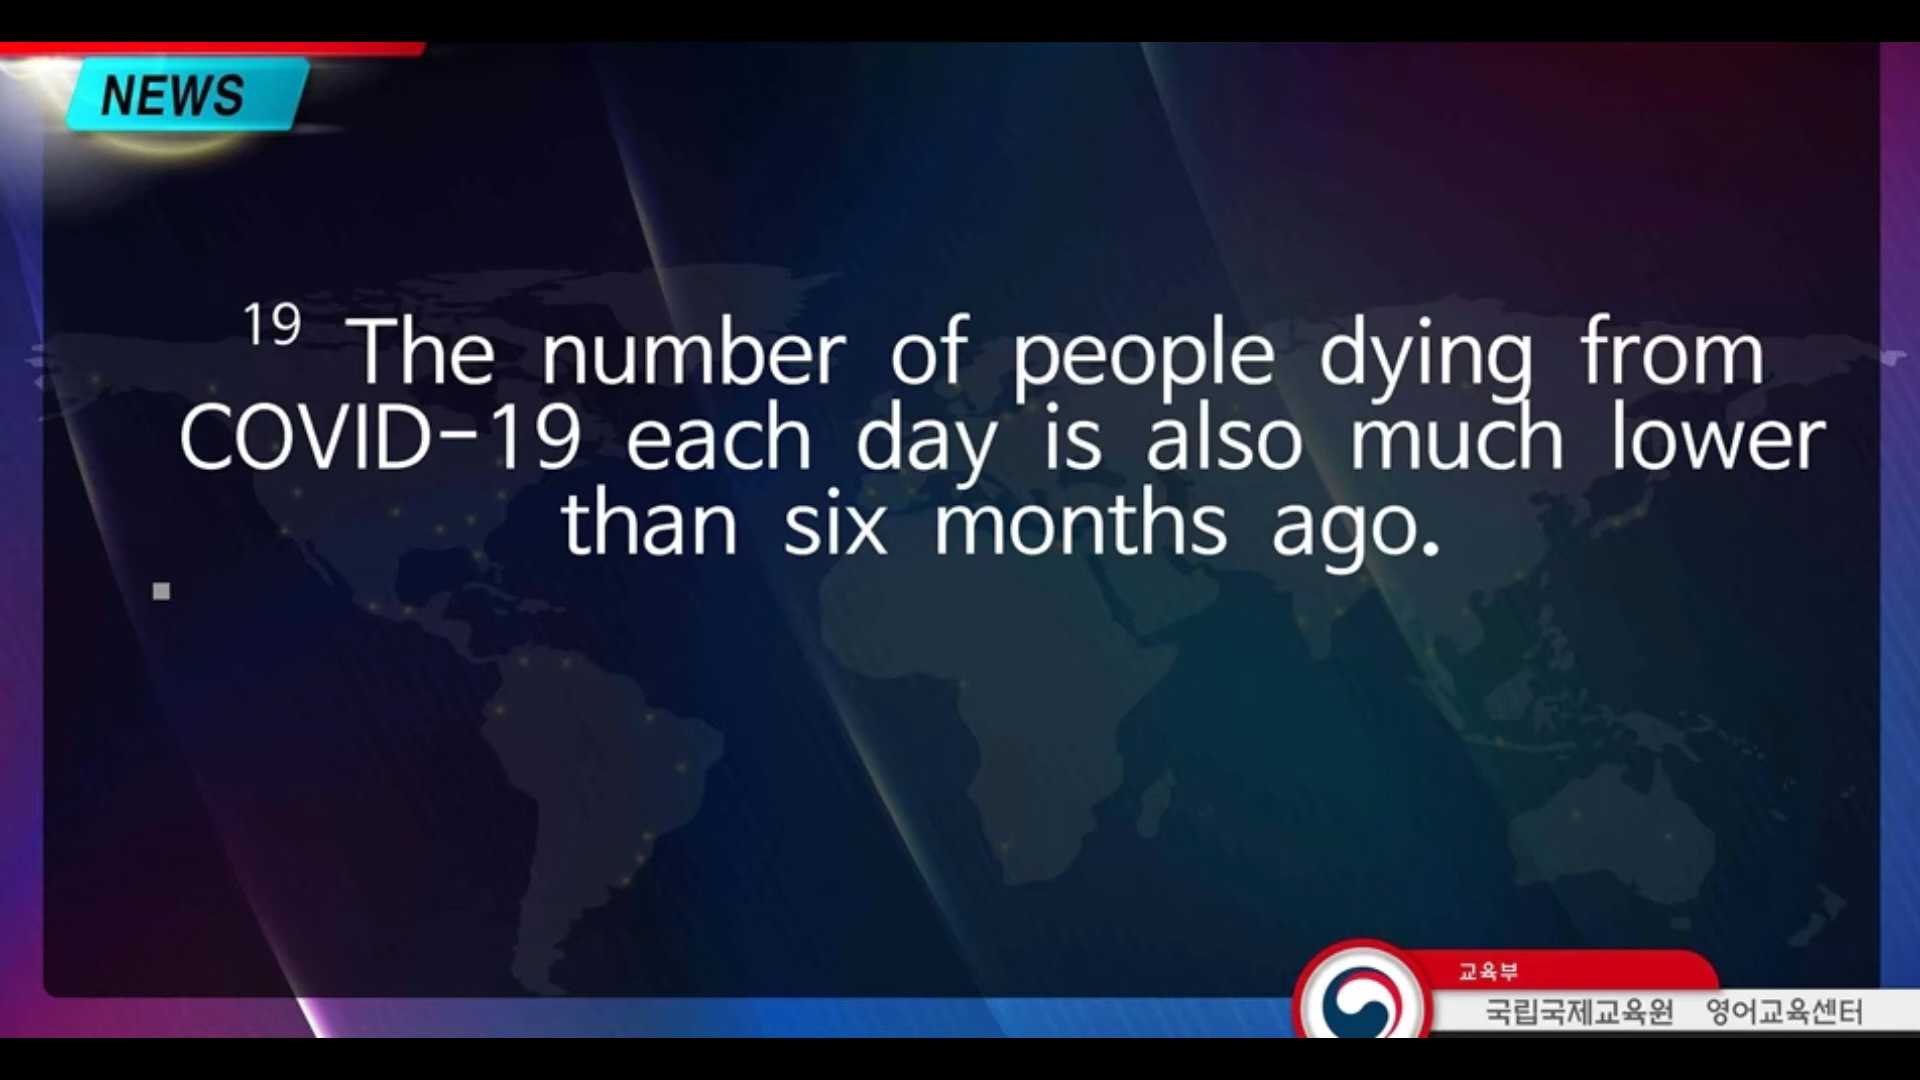 NEWS
19 The number of people dying from
COVID-19 each day is also much lower
than six months ago.
교육부
국립국제교육원 영어교육센터